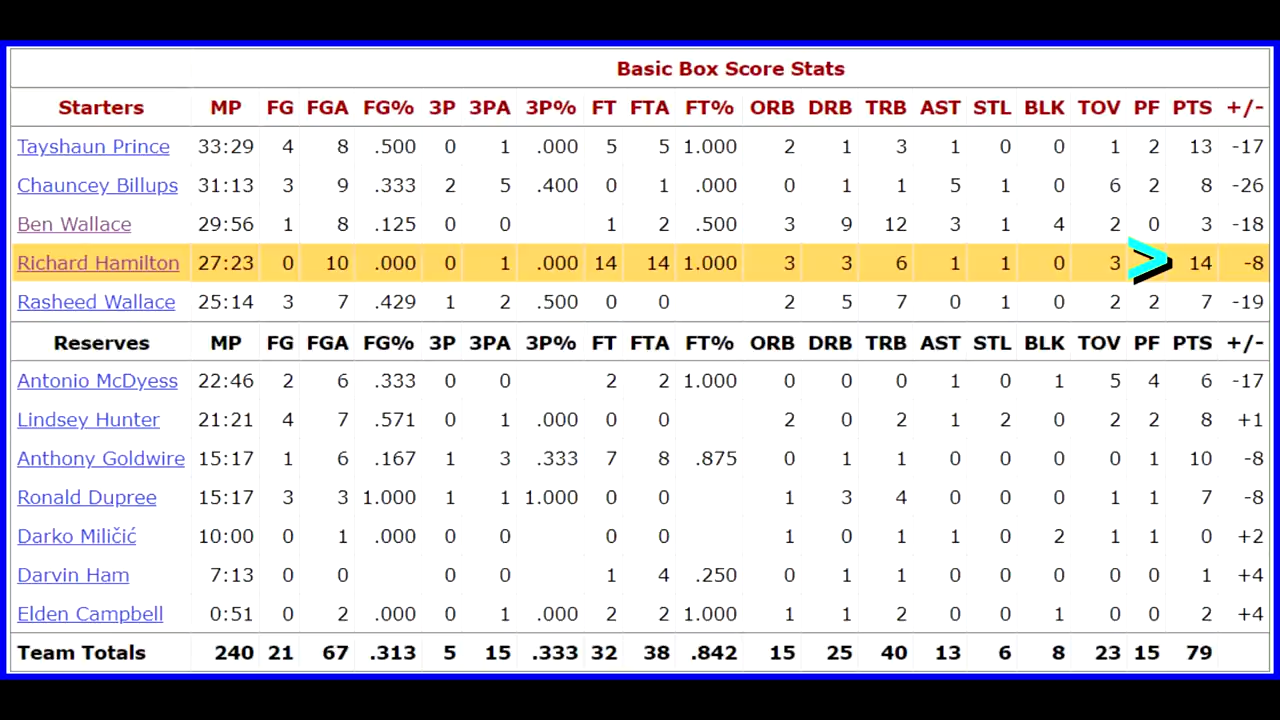 Basic Box Score Stats
Starters MP FG FGA FG% 3P 3PA 3P% FT FTA FT% ORB DRB TRB AST STL BLK TOV PF PTS +/-
Tayshaun Prince 33:29 4 8 .500 0 1 .000 5 5 1.000 2 1 3 1 0 0 1 2 13 -17
Chauncey Billups 31:13 3 9 .333 2 5 .400 0 1 .000 0 1 1 5 1 0 6 2 8 -26
Ben Wallace 29:56 1 8 .125 0 0 1 2 .500 3 9 12 3 1 4 2 0 3 -18
Richard Hamilton 27:23 0 10 .000 0 1 .000 14 14 1.000 3 3 6 1 1 0 3 > 14 -8
Rasheed Wallace 25:14 3 7 .429 1 2 .500 0 0 2 5 7 0 1 0 2 2 7 -19
Reserves MP FG FGA FG% 3P 3PA 3P% FT FTA FT% ORB DRB TRB AST STL BLK TOV PF PTS +/-
Antonio McDyess 22:46 2 6 .333 0 0 2 2 1.000 0 0 0 1 0 1 5 4 6 -17
Lindsey Hunter 21:21 4 7 .571 0 1 .000 0 0 2 0 2 1 2 0 2 2 8 +1
Anthony Goldwire 15:17 1 6 .167 1 3 .333 7 8 .875 0 1 1 0 0 0 0 1 10 -8
Ronald Dupree 15:17 3 3 1.000 1 1 1.000 0 0 1 3 4 0 0 0 1 1 7 -8
Darko Miličić 10:00 0 1 .000 0 0 0 0 1 0 1 1 0 2 1 1 0 +2
Darvin Ham 7:13 0 0 0 0 1 4 .250 0 1 1 0 0 0 0 0 1 +4
Elden Campbell 0:51 0 2 .000 0 1 .000 2 2 1.000 1 1 2 0 0 1 0 0 2 +4
Team Totals 240 21 67 .313 5 15 .333 32 38 .842 15 25 40 13 6 8 23 15 79